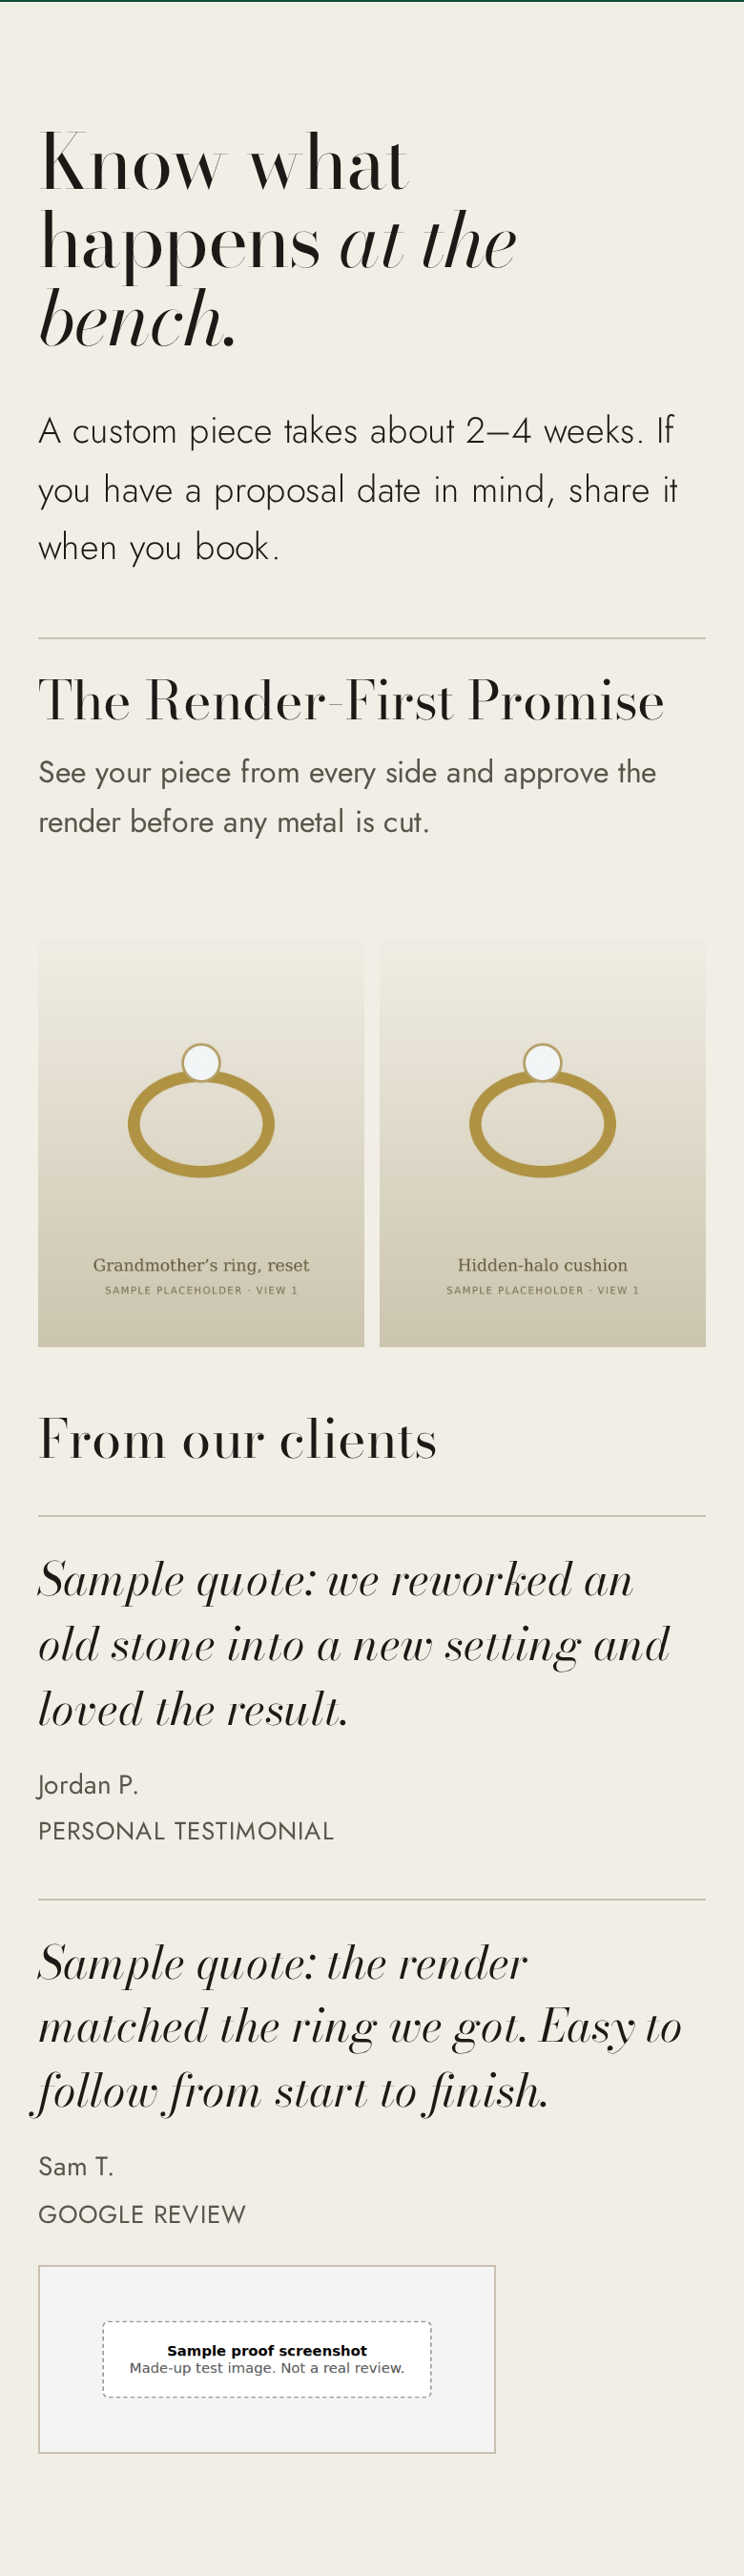 Know what
happens at the
bench.
A custom piece takes about 2–4 weeks. If
you have a proposal date in mind, share it
when you book.
The Render-First Promise
See your piece from every side and approve the
render before any metal is cut.
Grandmother’s ring, reset
SAMPLE PLACEHOLDER · VIEW 1
Hidden-halo cushion
SAMPLE PLACEHOLDER · VIEW 1
From our clients
Sample quote: we reworked an
old stone into a new setting and
loved the result.
Jordan P.
PERSONAL TESTIMONIAL
Sample quote: the render
matched the ring we got. Easy to
follow from start to finish.
Sam T.
GOOGLE REVIEW
Sample proof screenshot
Made-up test image. Not a real review.